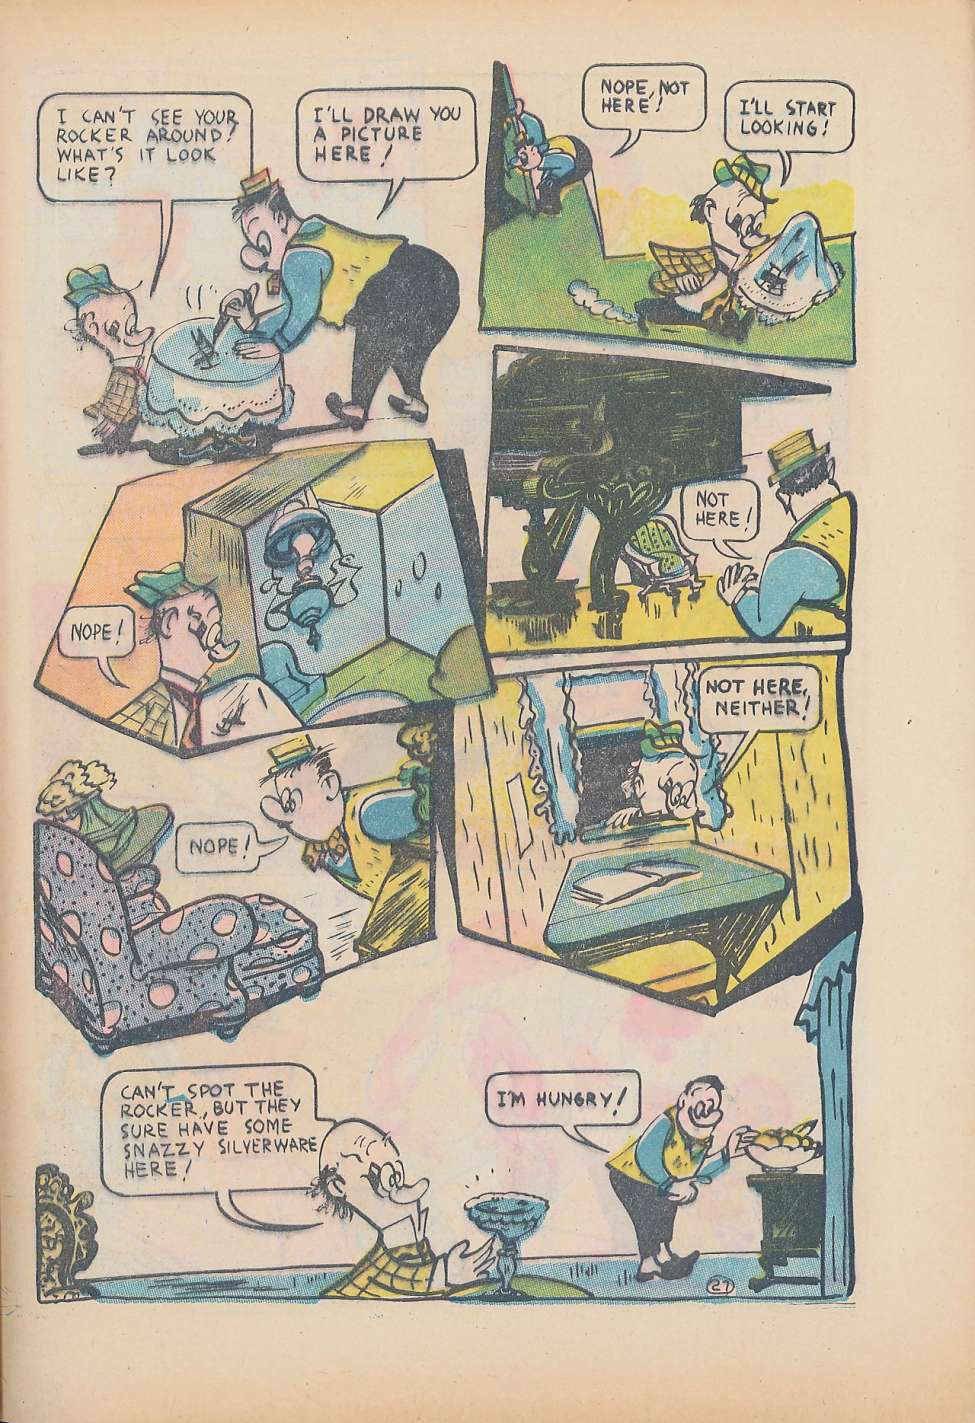 I CAN'T SEE YOUR
ROCKER AROUND!
WHAT'S IT LOOK
LIKE?
I'LL DRAW YOU
A PICTURE
HERE!
NOPE, NOT
HERE!
I'LL START
LOOKING!
NOPE!
NOT
HERE!
NOPE!
NOT HERE,
NEITHER!
CAN'T SPOT THE
ROCKER, BUT THEY
SURE HAVE SOME
SNAZZY SILVERWARE
HERE!
I'M HUNGRY!
27